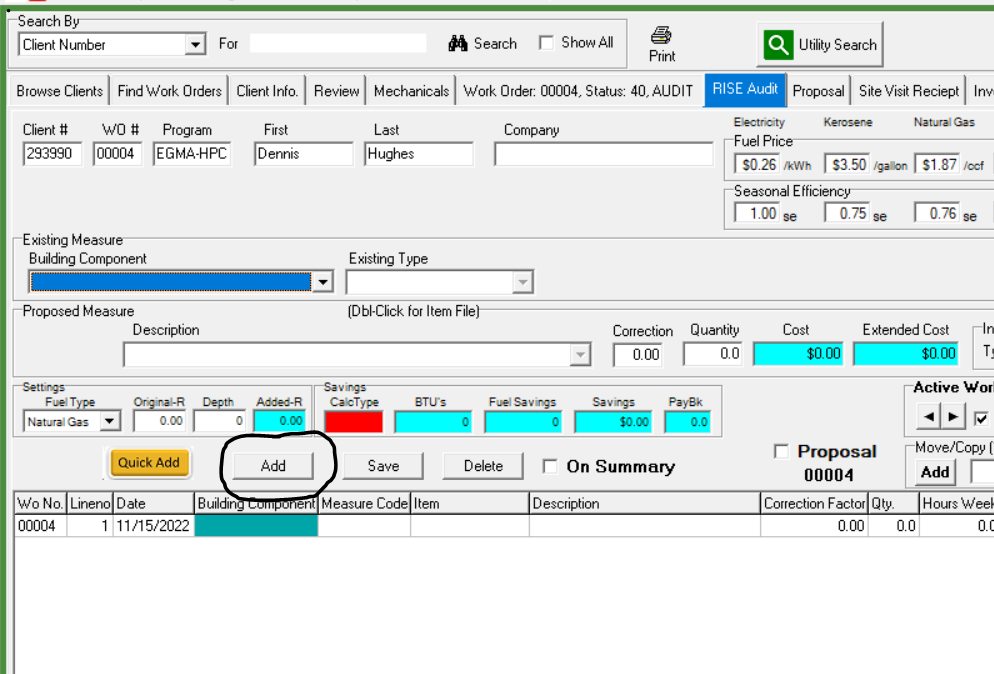 Search By
Client Number For Search Show All Print Utility Search
Browse Clients Find Work Orders Client Info. Review Mechanicals Work Order: 00004, Status: 40, AUDIT RISE Audit Proposal Site Visit Reciept
Client # WO # Program First Last Company
293990 00004 EGMA-HPC Dennis Hughes
Electricity Kerosene Natural Gas
Fuel Price
$0.26 /kWh $3.50 /gallon $1.87 /ccf
Seasonal Efficiency
1.00 se 0.75 se 0.76 se
Existing Measure
Building Component Existing Type
Proposed Measure (Dbl-Click for Item File)
Description Correction Quantity Cost Extended Cost
0.00 0.0 $0.00 $0.00
Settings
Fuel Type Original-R Depth Added-R
Natural Gas 0.00 0 0.00
Savings
CalcType BTU's Fuel Savings Savings PayBk
0 0 $0.00 0.0
Active Wor
Quick Add Add Save Delete On Summary
Proposal
00004
Move/Copy (
Add
Wo No. Lineno Date Building Component Measure Code Item Description Correction Factor Qty. Hours Week
00004 1 11/15/2022 0.00 0.0 0.0